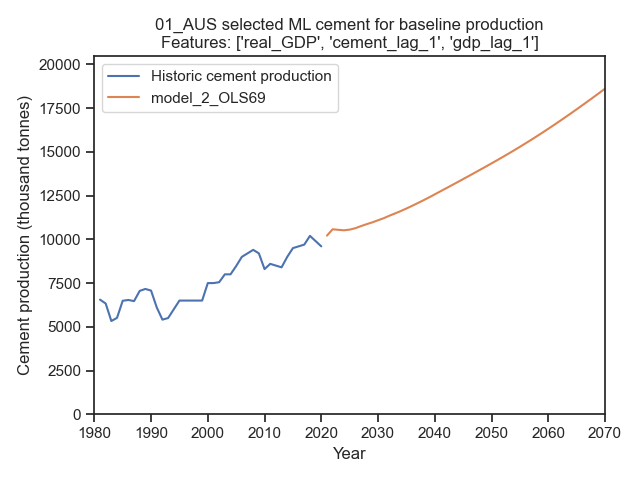 01_AUS selected ML cement for baseline production
Features: ['real_GDP', 'cement_lag_1', 'gdp_lag_1']
Historic cement production
model_2_OLS69
Cement production (thousand tonnes)
20000
17500
15000
12500
10000
7500
5000
2500
0
1980 1990 2000 2010 2020 2030 2040 2050 2060 2070
Year